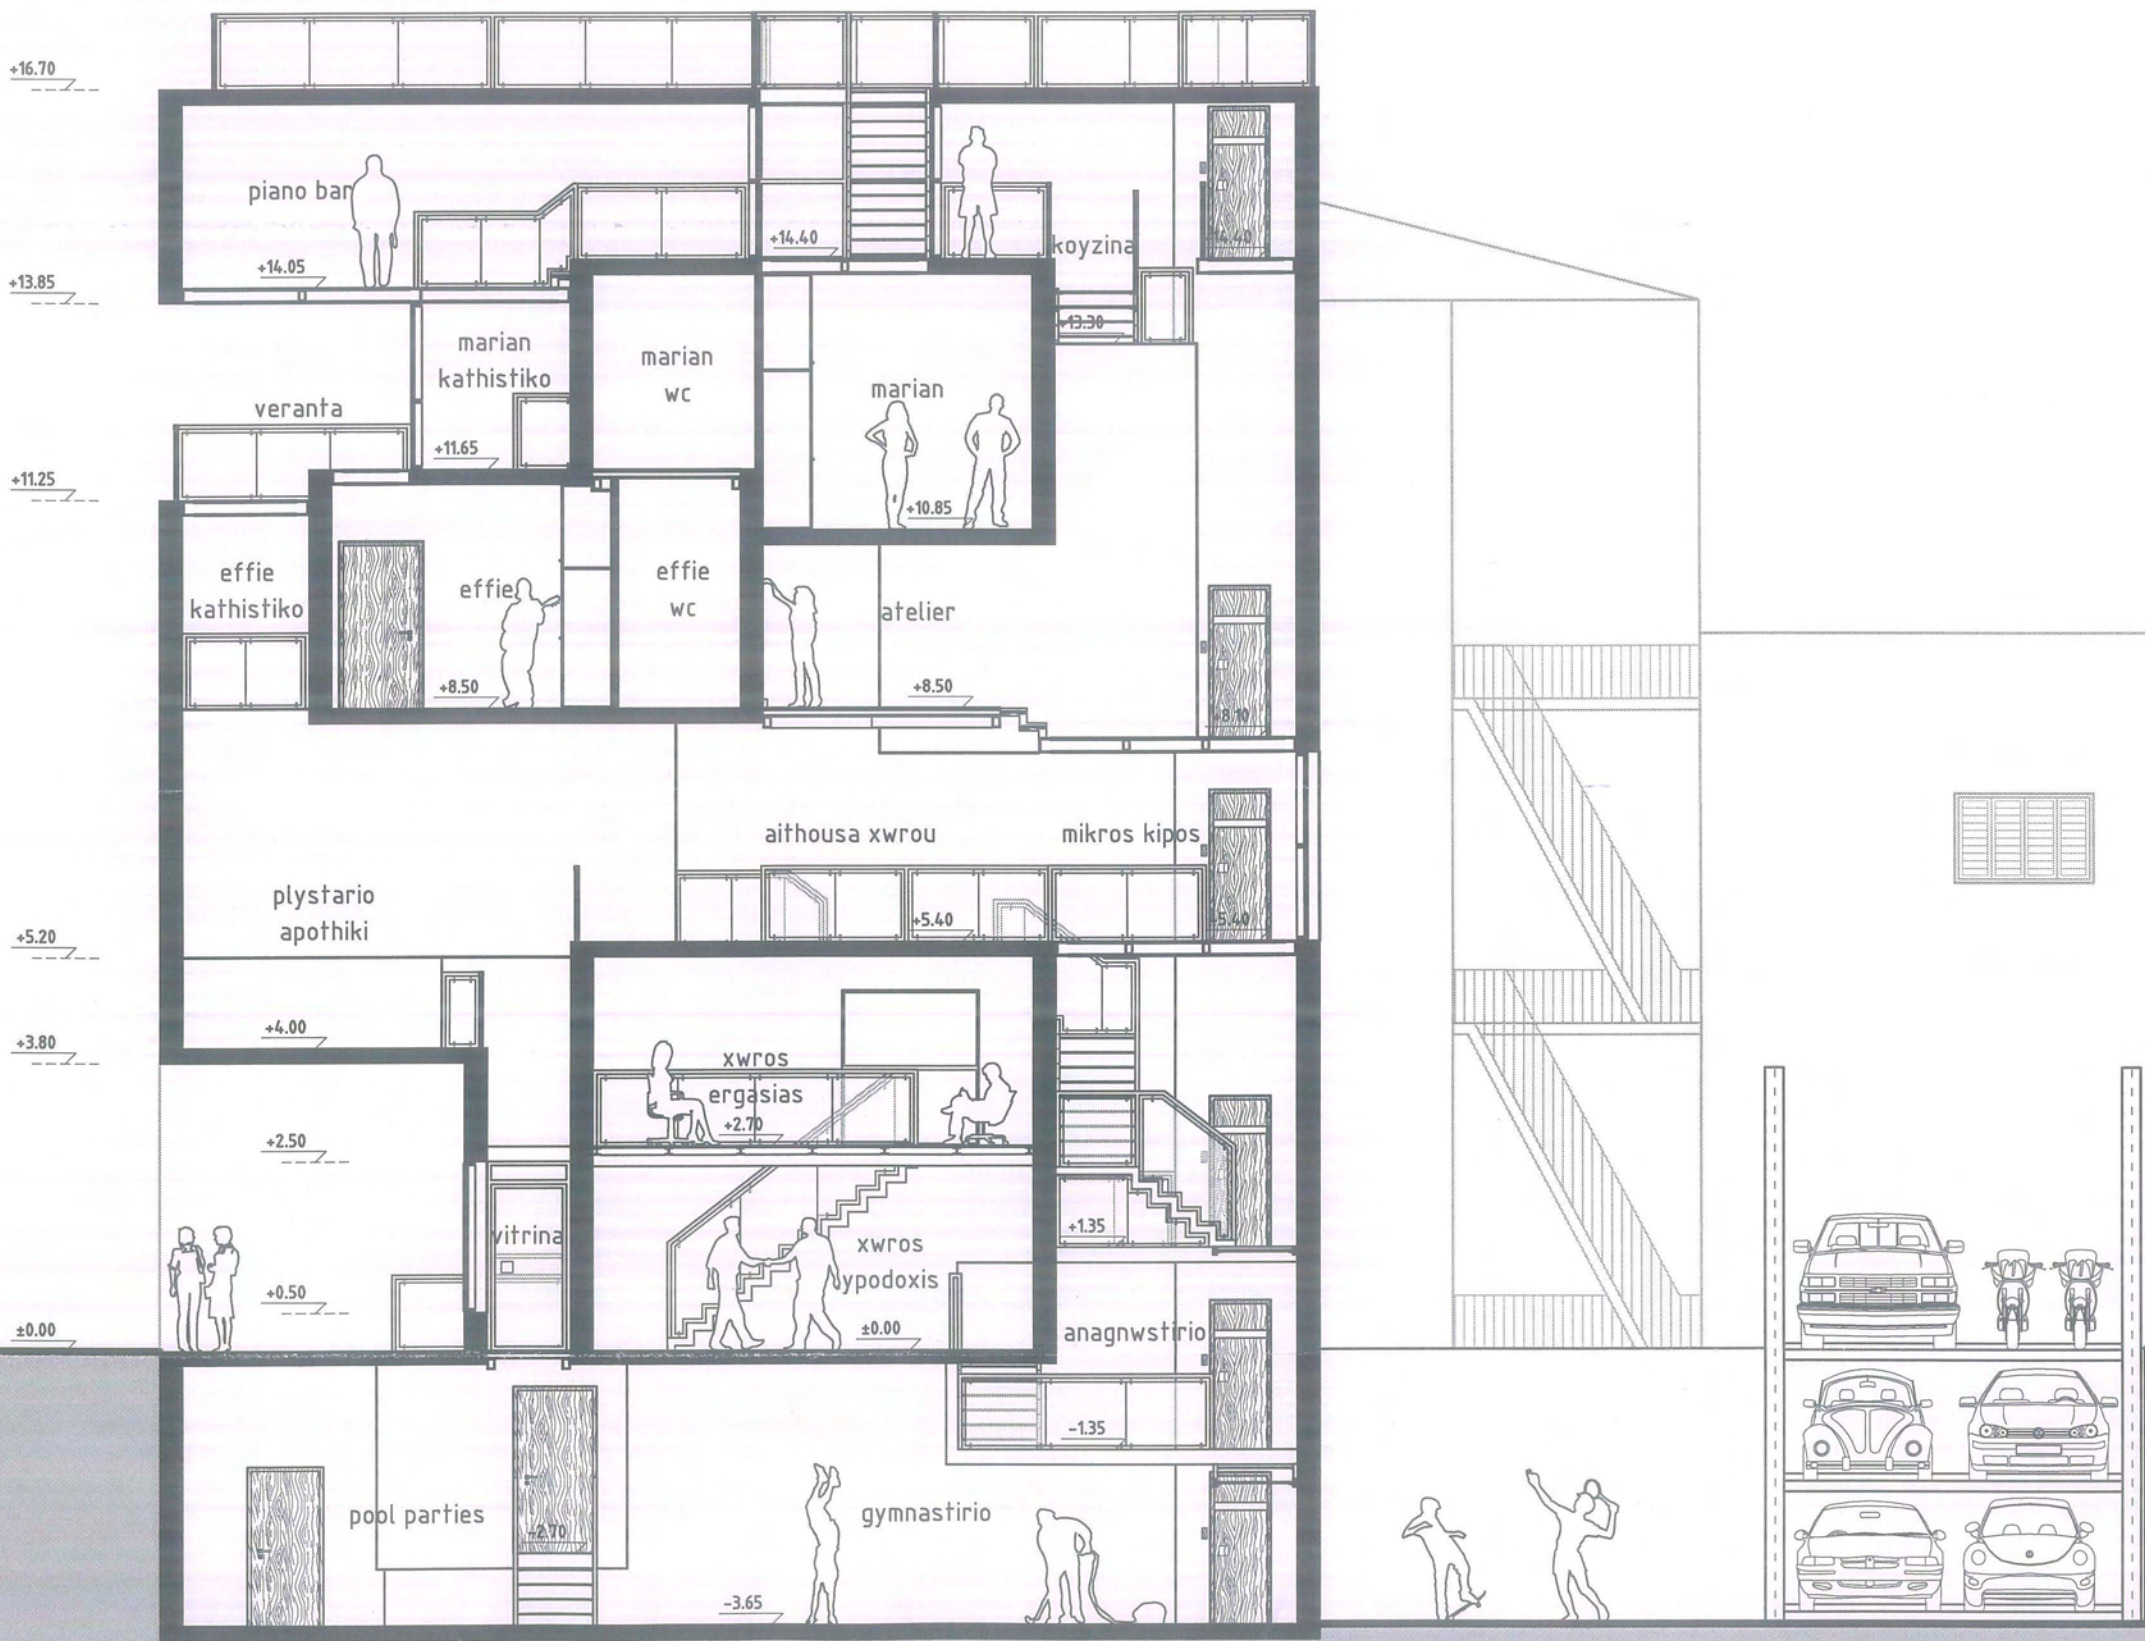 +16.70
piano bar
+14.40
koyzina
+14.40
+14.05
+13.85
+13.30
marian
kathistiko
marian
wc
marian
veranta
+11.65
+11.25
+10.85
effie
kathistiko
effie
effie
wc
atelier
+8.50
+8.50
+8.10
aithousa xwrou
mikros kipos
plystario
apothiki
+5.40
+5.40
+5.20
+4.00
+3.80
xwros
ergasias
+2.70
+2.50
+1.35
vitrina
xwros
ypodoxis
+0.50
±0.00
±0.00
anagnwstirio
-1.35
pool parties
-2.70
gymnastirio
-3.65